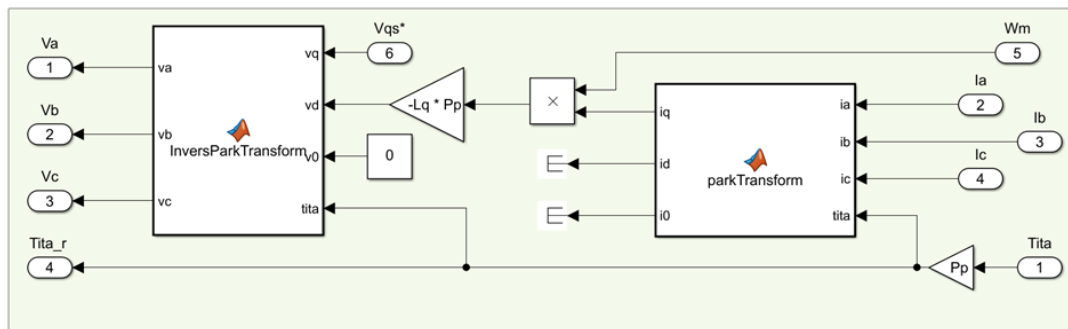 Va
1
Vb
2
Vc
3
Tita_r
4
va
vb
vc
InversParkTransform
vq
vd
v0
tita
Vqs*
6
-Lq * Pp
0
×
iq
id
i0
parkTransform
ia
ib
ic
tita
Wm
5
Ia
2
Ib
3
Ic
4
Pp
Tita
1